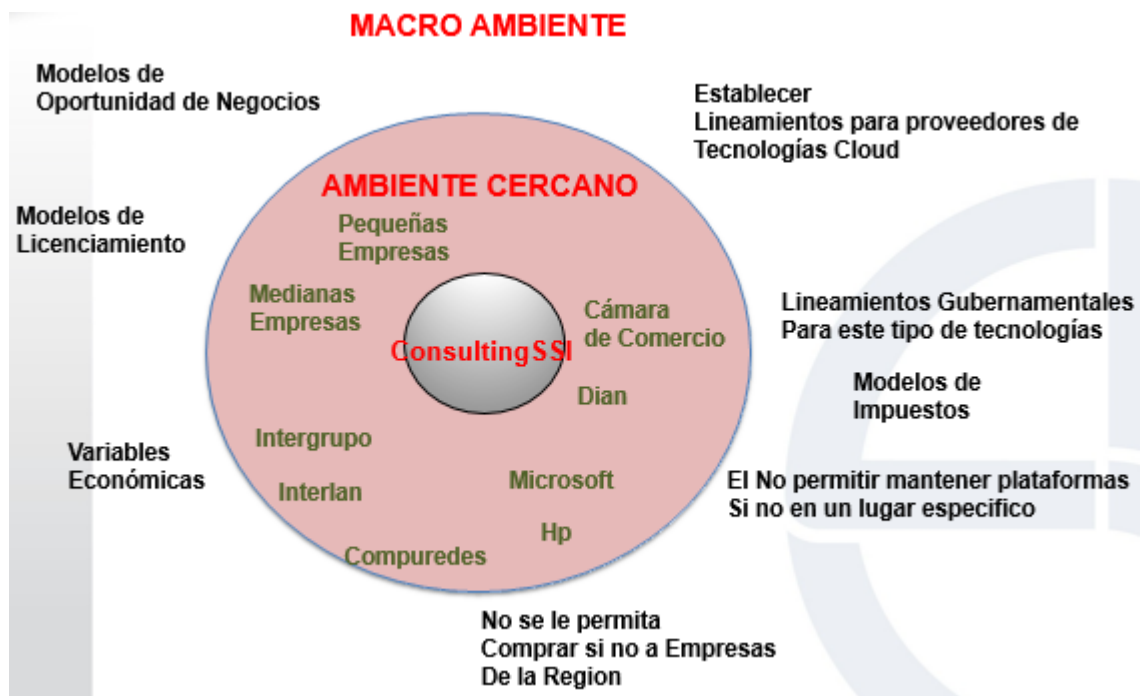 MACRO AMBIENTE
Modelos de
Oportunidad de Negocios
Establecer
Lineamientos para proveedores de
Tecnologías Cloud
AMBIENTE CERCANO
Modelos de
Licenciamiento
Pequeñas
Empresas
Medianas
Empresas
Cámara
de Comercio
Lineamientos Gubernamentales
Para este tipo de tecnologías
ConsultingSSI
Dian
Modelos de
Impuestos
Intergrupo
Variables
Económicas
Interlan
Microsoft
El No permitir mantener plataformas
Si no en un lugar especifico
Hp
Compuredes
No se le permita
Comprar si no a Empresas
De la Region